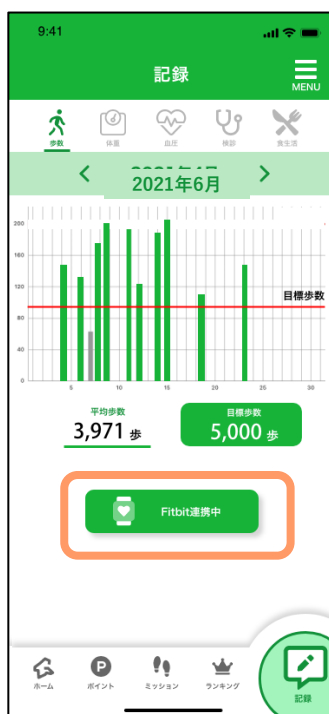 9:41
記録
MENU
歩数
体重
血圧
検診
食生活
2021年6月
200
160
120
80
40
0
目標歩数
5
10
15
20
25
30
平均歩数
3,971 歩
目標歩数
5,000 歩
Fitbit連携中
ホーム
ポイント
ミッション
ランキング
記録